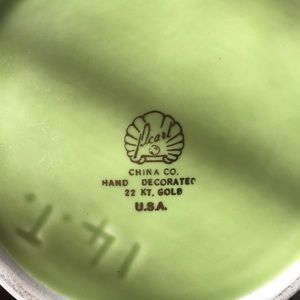 Pearl
CHINA CO.
HAND DECORATED
22 KT. GOLD
U.S.A.